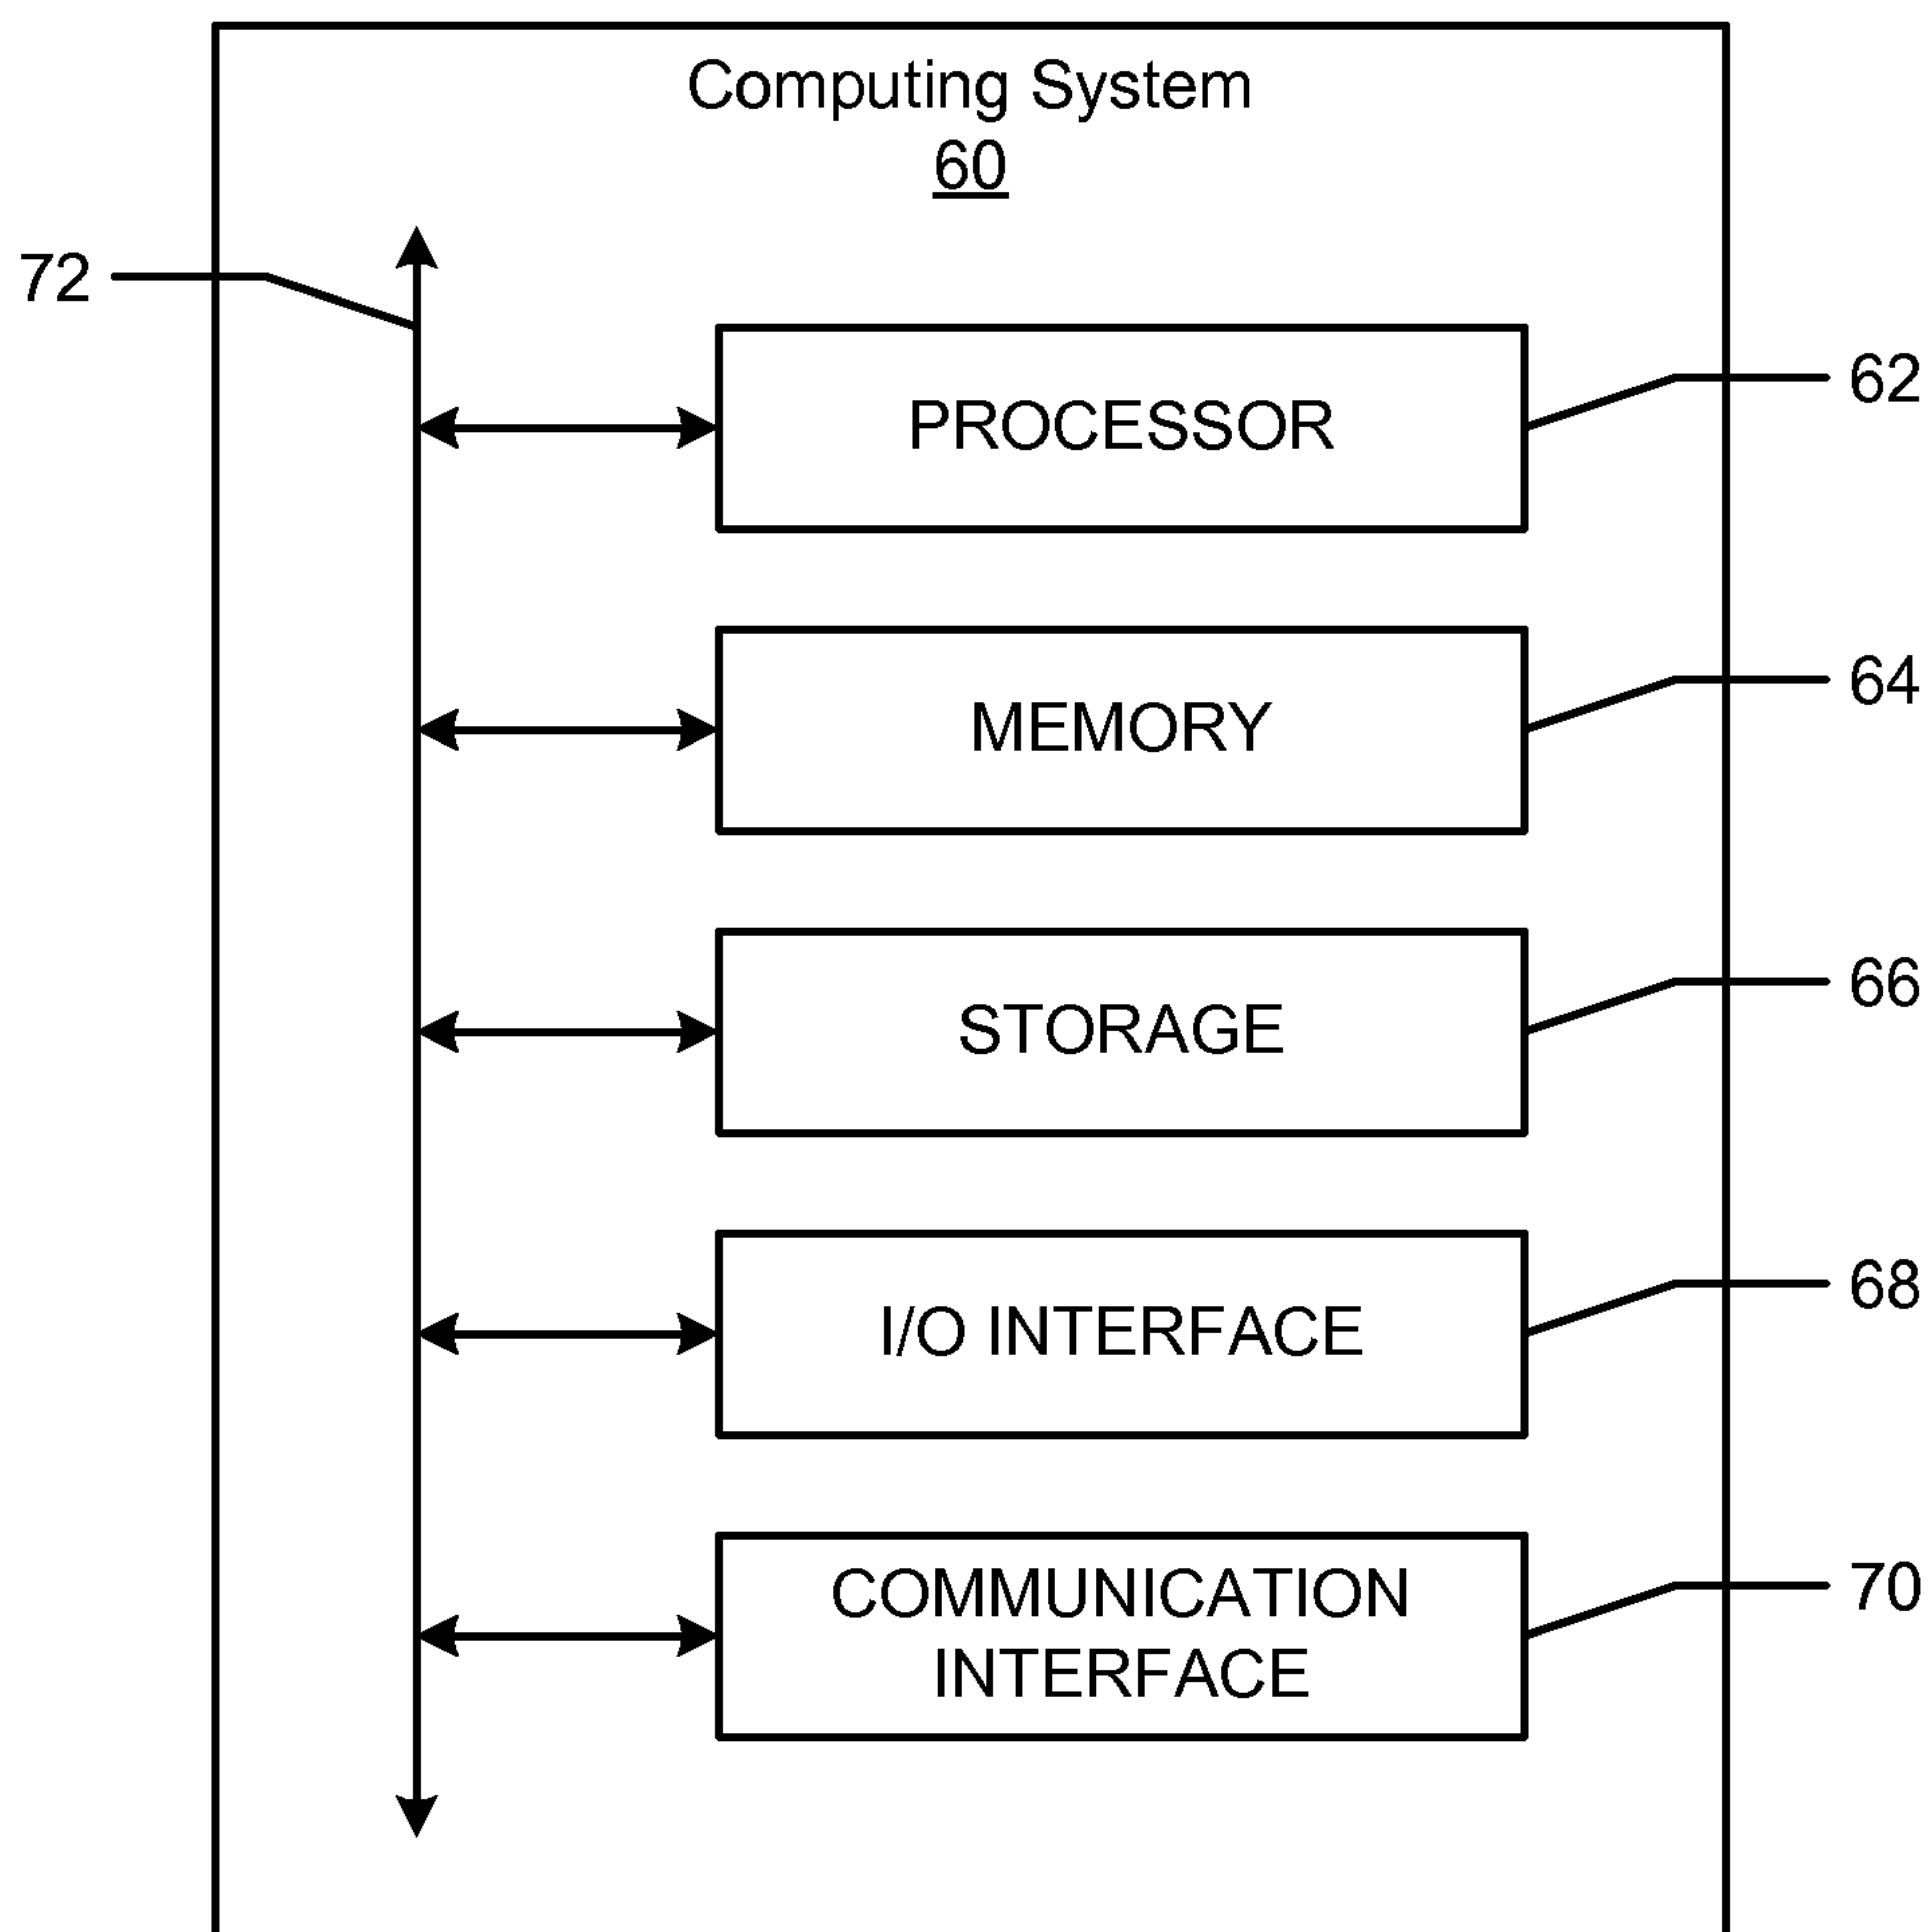 Computing System
60
72
PROCESSOR
62
MEMORY
64
STORAGE
66
I/O INTERFACE
68
COMMUNICATION
INTERFACE
70